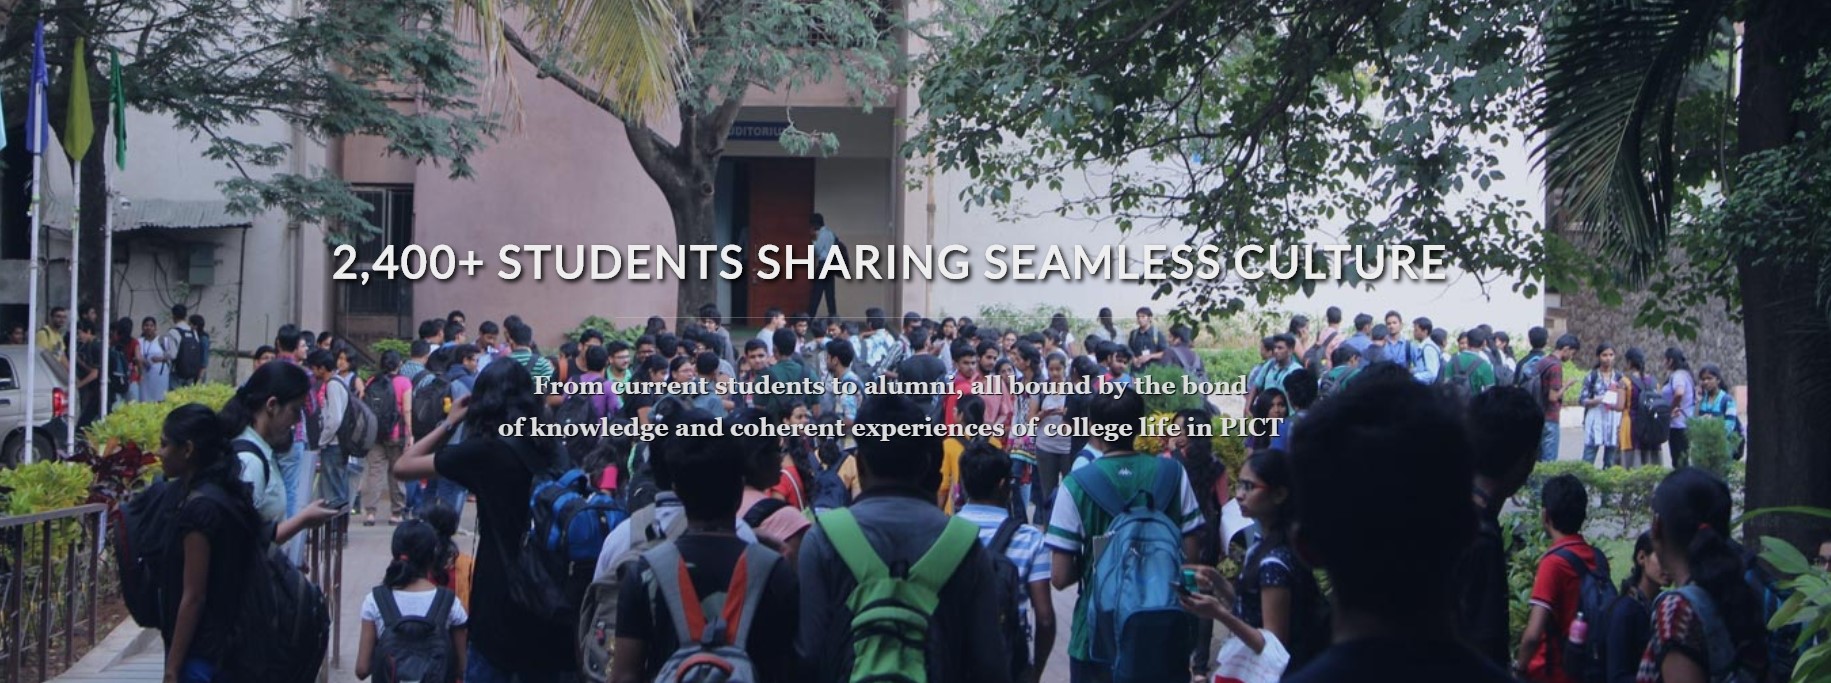 2,400+ STUDENTS SHARING SEAMLESS CULTURE
From current students to alumni, all bound by the bond
of knowledge and coherent experiences of college life in PICT